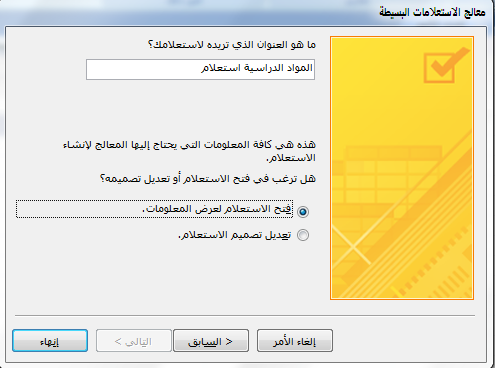 معالج الاستعلامات البسيطة
ما هو العنوان الذي تريده لاستعلامك؟
المواد الدراسية استعلام
هذه هي كافة المعلومات التي يحتاج إليها المعالج لإنشاء
الاستعلام.
هل ترغب في فتح الاستعلام أو تعديل تصميمه؟
فتح الاستعلام لعرض المعلومات.
تعديل تصميم الاستعلام.
إلغاء الأمر
< السابق
التالي >
إنهاء